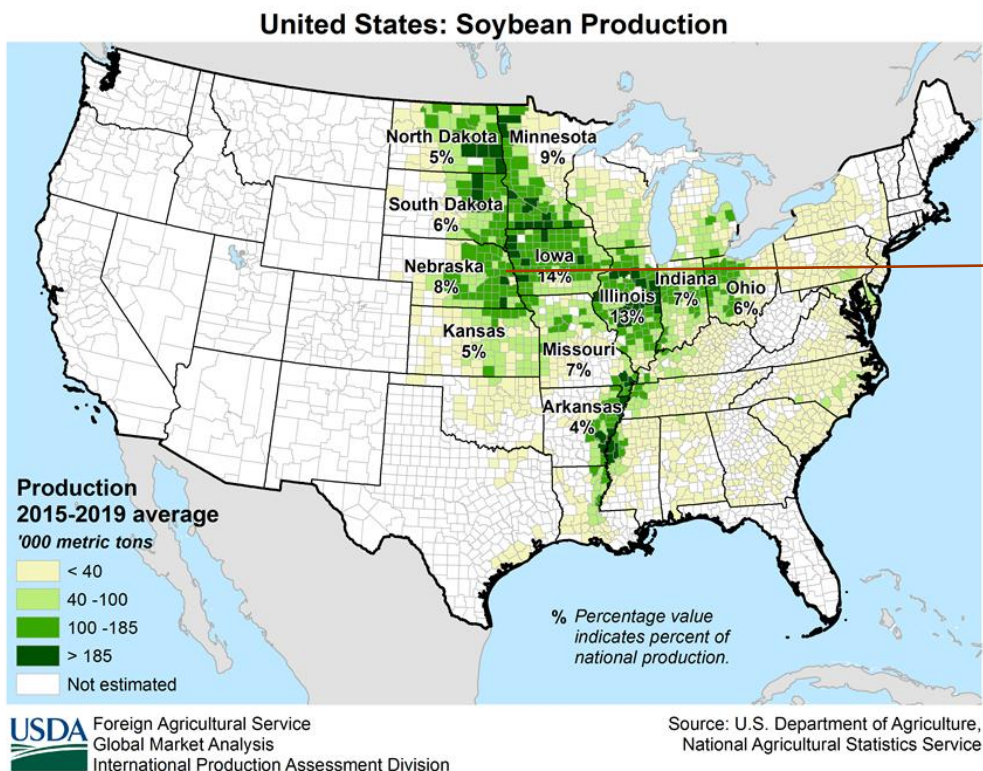 United States: Soybean Production
North Dakota
5%
Minnesota
9%
South Dakota
6%
Nebraska
8%
Iowa
14%
Illinois
13%
Indiana
7%
Ohio
6%
Kansas
5%
Missouri
7%
Arkansas
4%
Production
2015-2019 average
'000 metric tons
< 40
40 -100
100 -185
> 185
Not estimated
% Percentage value
indicates percent of
national production.
USDA
Foreign Agricultural Service
Global Market Analysis
International Production Assessment Division
Source: U.S. Department of Agriculture,
National Agricultural Statistics Service